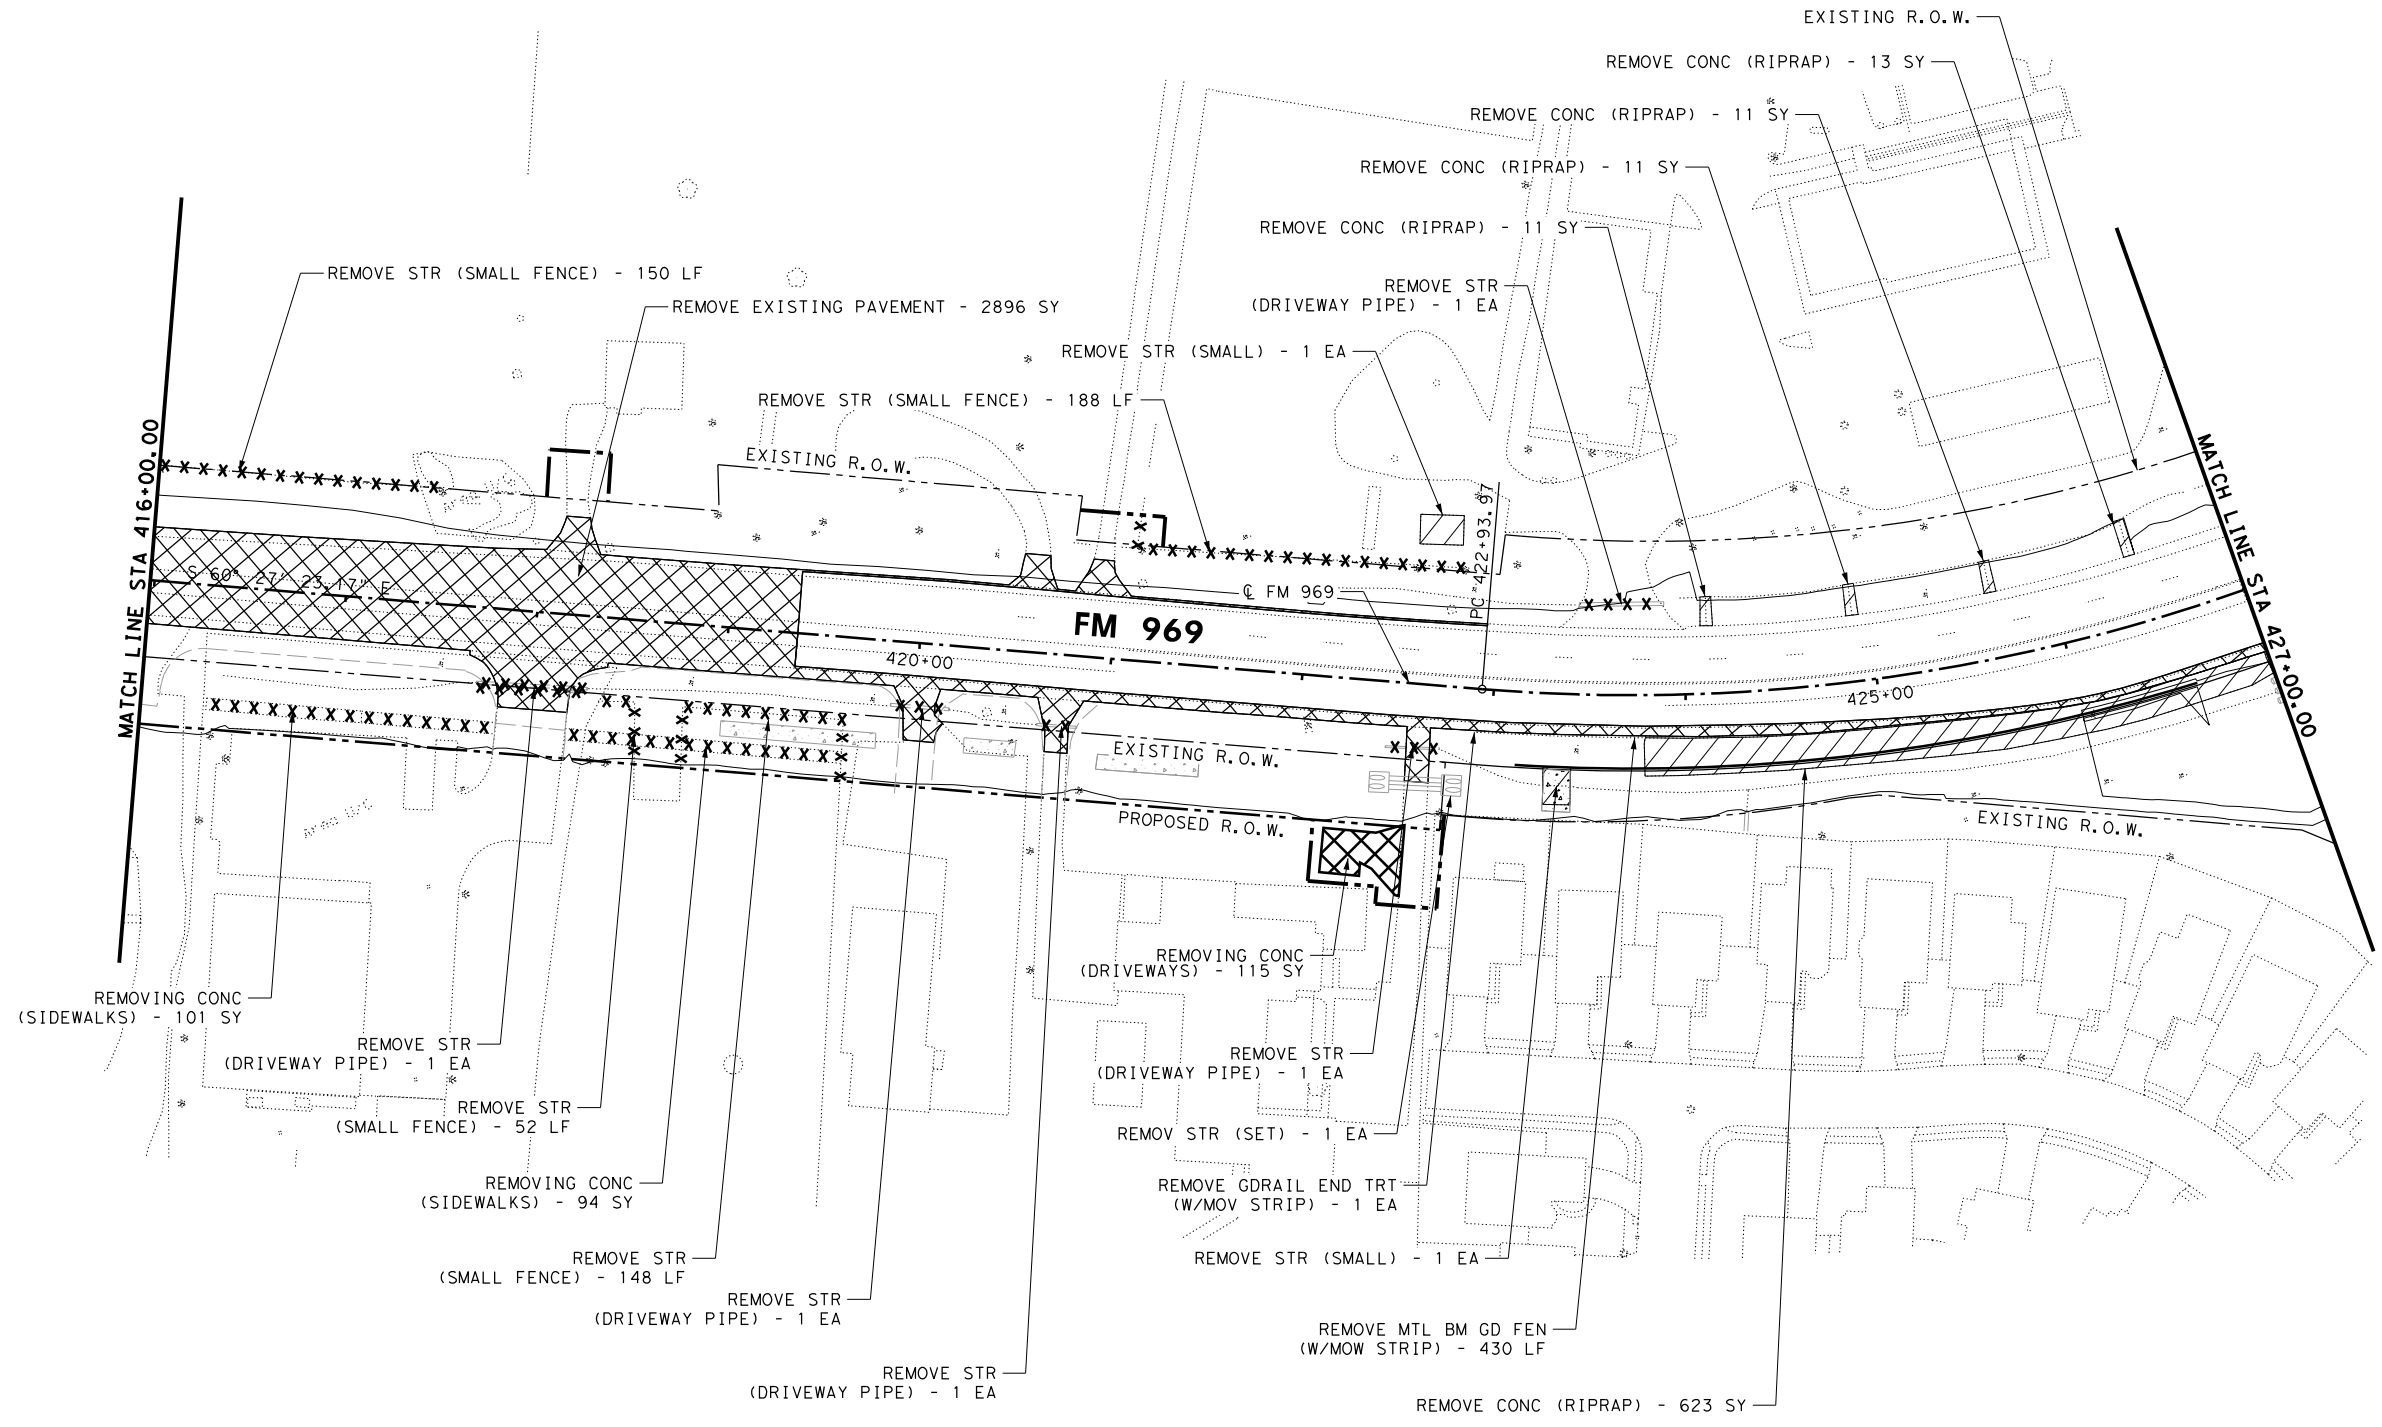 EXISTING R.O.W.
REMOVE CONC (RIPRAP) - 13 SY
REMOVE CONC (RIPRAP) - 11 SY
REMOVE CONC (RIPRAP) - 11 SY
REMOVE CONC (RIPRAP) - 11 SY
REMOVE STR
(DRIVEWAY PIPE) - 1 EA
REMOVE STR (SMALL FENCE) - 150 LF
REMOVE EXISTING PAVEMENT - 2896 SY
REMOVE STR (SMALL) - 1 EA
REMOVE STR (SMALL FENCE) - 188 LF
EXISTING R.O.W.
MATCH LINE STA 416+00.00
MATCH LINE STA 427+00.00
S 60° 27' 23.17" E
PC 422+93.97
℄ FM 969
FM 969
420+00
425+00
EXISTING R.O.W.
PROPOSED R.O.W.
EXISTING R.O.W.
REMOVING CONC
(DRIVEWAYS) - 115 SY
REMOVING CONC
(SIDEWALKS) - 101 SY
REMOVE STR
(DRIVEWAY PIPE) - 1 EA
REMOVE STR
(DRIVEWAY PIPE) - 1 EA
REMOVE STR
(SMALL FENCE) - 52 LF
REMOV STR (SET) - 1 EA
REMOVING CONC
(SIDEWALKS) - 94 SY
REMOVE GDRAIL END TRT
(W/MOV STRIP) - 1 EA
REMOVE STR
(SMALL FENCE) - 148 LF
REMOVE STR (SMALL) - 1 EA
REMOVE STR
(DRIVEWAY PIPE) - 1 EA
REMOVE MTL BM GD FEN
(W/MOW STRIP) - 430 LF
REMOVE STR
(DRIVEWAY PIPE) - 1 EA
REMOVE CONC (RIPRAP) - 623 SY